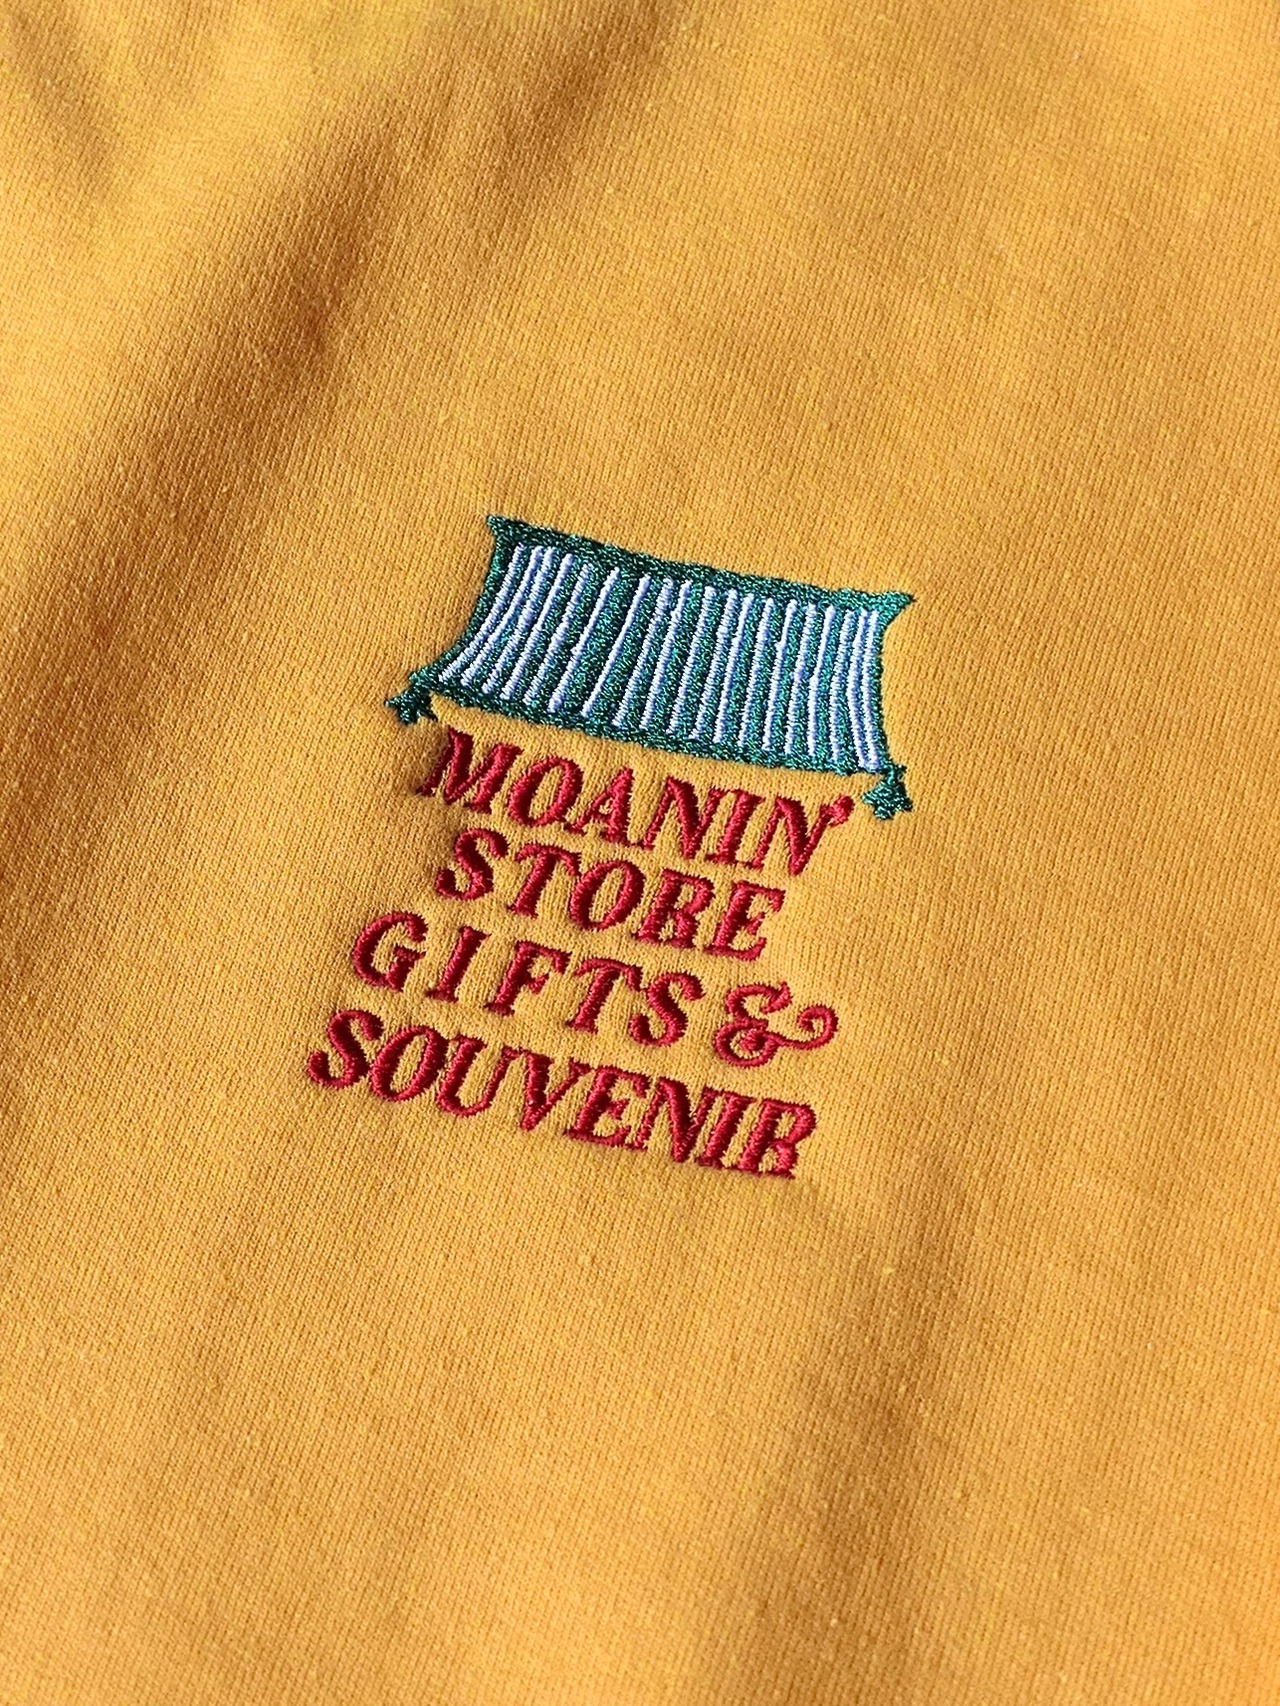 MOANIN'
STORE
GIFTS &
SOUVENIR